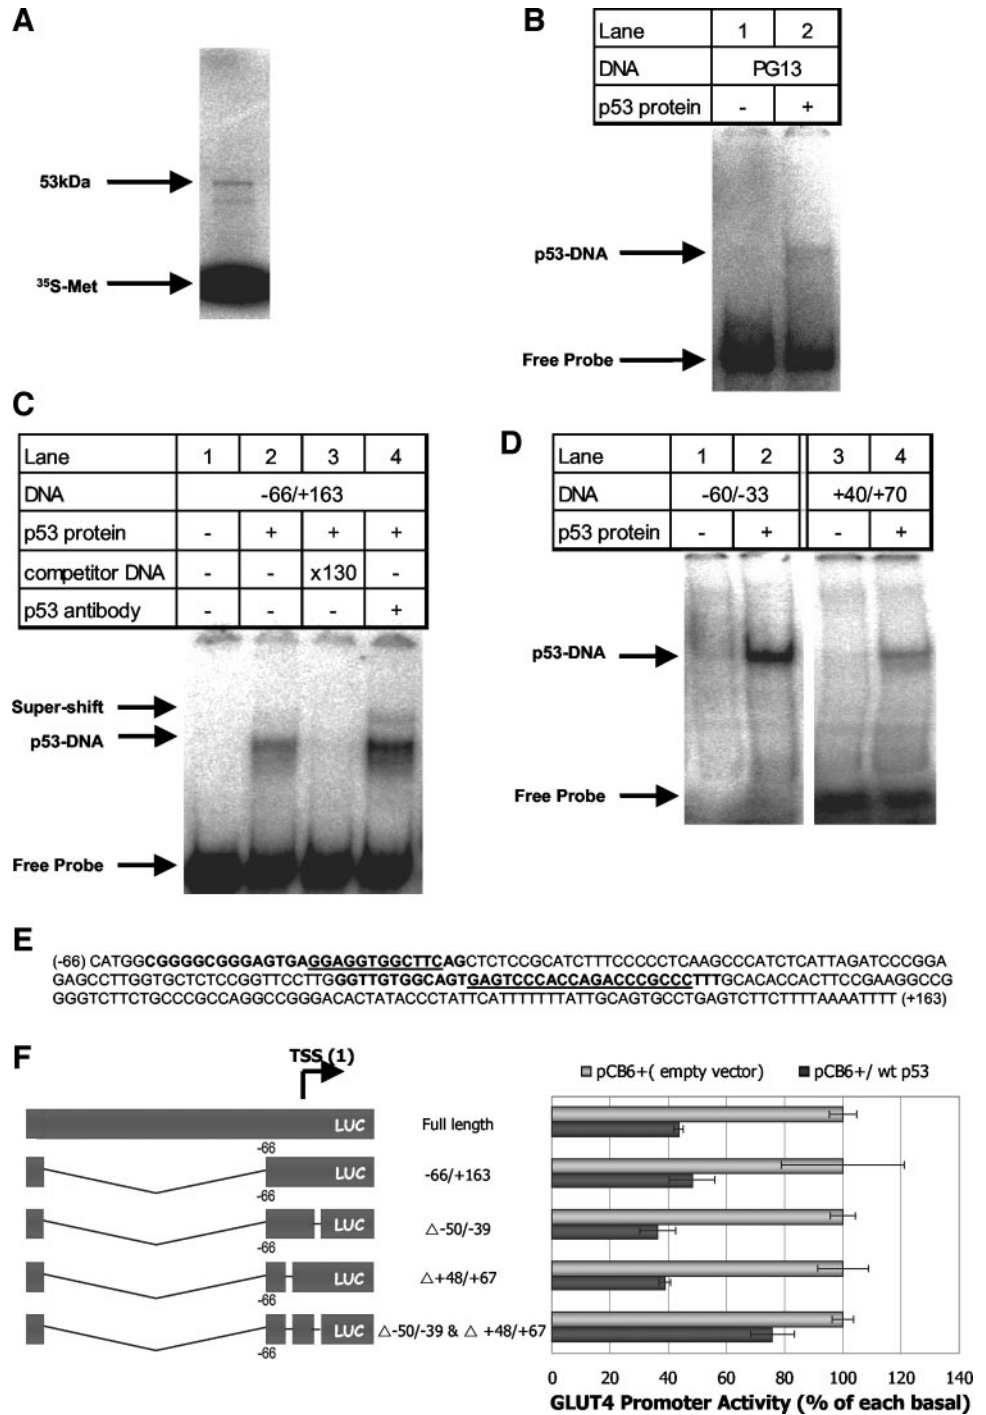 A
53kDa
35S-Met
B
Lane 1 2
DNA PG13
p53 protein - +
p53-DNA
Free Probe
C
Lane 1 2 3 4
DNA -66/+163
p53 protein - + + +
competitor DNA - - x130 -
p53 antibody - - - +
Super-shift
p53-DNA
Free Probe
D
Lane 1 2 3 4
DNA -60/-33 +40/+70
p53 protein - + - +
p53-DNA
Free Probe
E
(-66) CATGGCGGGGCGGGAGTGAGGAGGTGGCTTCAGCTCTCCGCATCTTTCCCCCTCAAGCCCATCTCATTAGATCCCGGA
GAGCCTTGGTGCTCTCCGGTTCCTTGGGTTGTGGCAGTGAGTCCCACCAGACCCGCCCTTTGCACACCACTTCCGAAGGCCG
GGGTCTTCTGCCCGCCAGGCCGGGACACTATACCCTATTCATTTTTTTATTGCAGTGCCTGAGTCTTCTTTTAAAATTTT (+163)
F
TSS (1)
LUC
Full length
-66
LUC
-66/+163
-66
LUC
△-50/-39
-66
LUC
△+48/+67
-66
LUC
△-50/-39 & △ +48/+67
-66
pCB6+( empty vector) pCB6+/ wt p53
0 20 40 60 80 100 120 140
GLUT4 Promoter Activity (% of each basal)